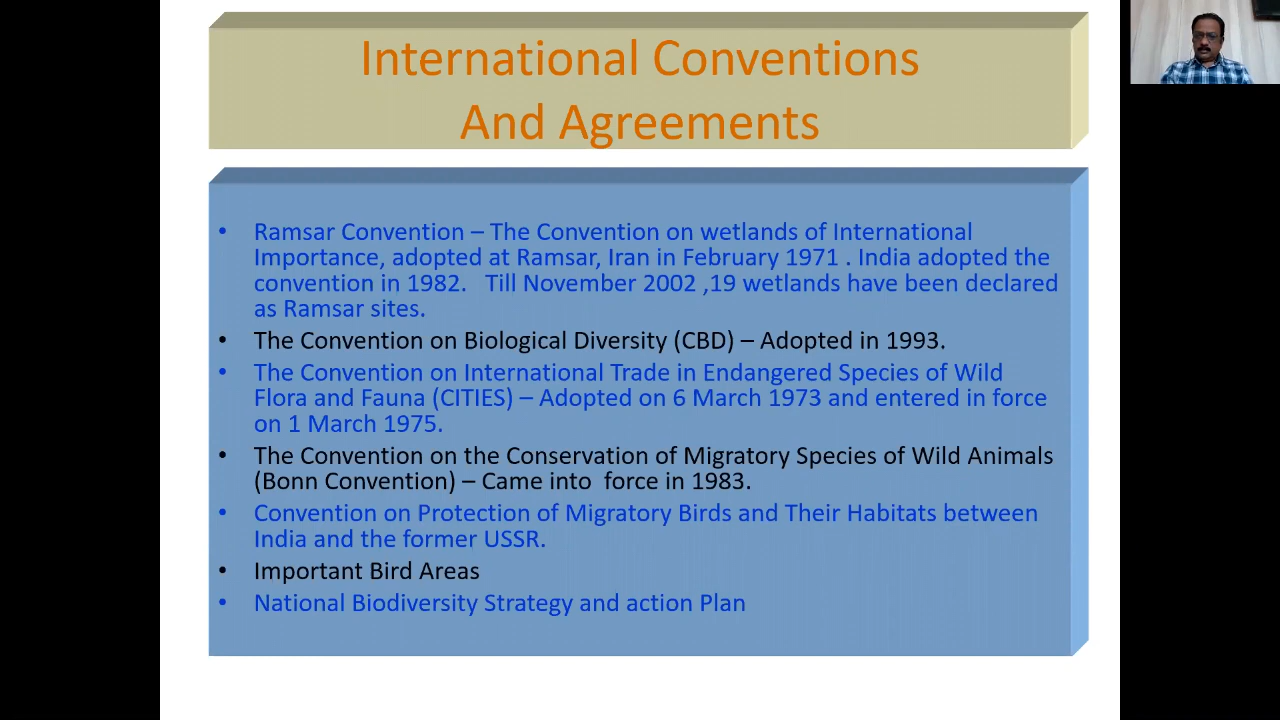 International Conventions
And Agreements
• Ramsar Convention – The Convention on wetlands of International
Importance, adopted at Ramsar, Iran in February 1971 . India adopted the
convention in 1982. Till November 2002 ,19 wetlands have been declared
as Ramsar sites.
• The Convention on Biological Diversity (CBD) – Adopted in 1993.
• The Convention on International Trade in Endangered Species of Wild
Flora and Fauna (CITIES) – Adopted on 6 March 1973 and entered in force
on 1 March 1975.
• The Convention on the Conservation of Migratory Species of Wild Animals
(Bonn Convention) – Came into force in 1983.
• Convention on Protection of Migratory Birds and Their Habitats between
India and the former USSR.
• Important Bird Areas
• National Biodiversity Strategy and action Plan